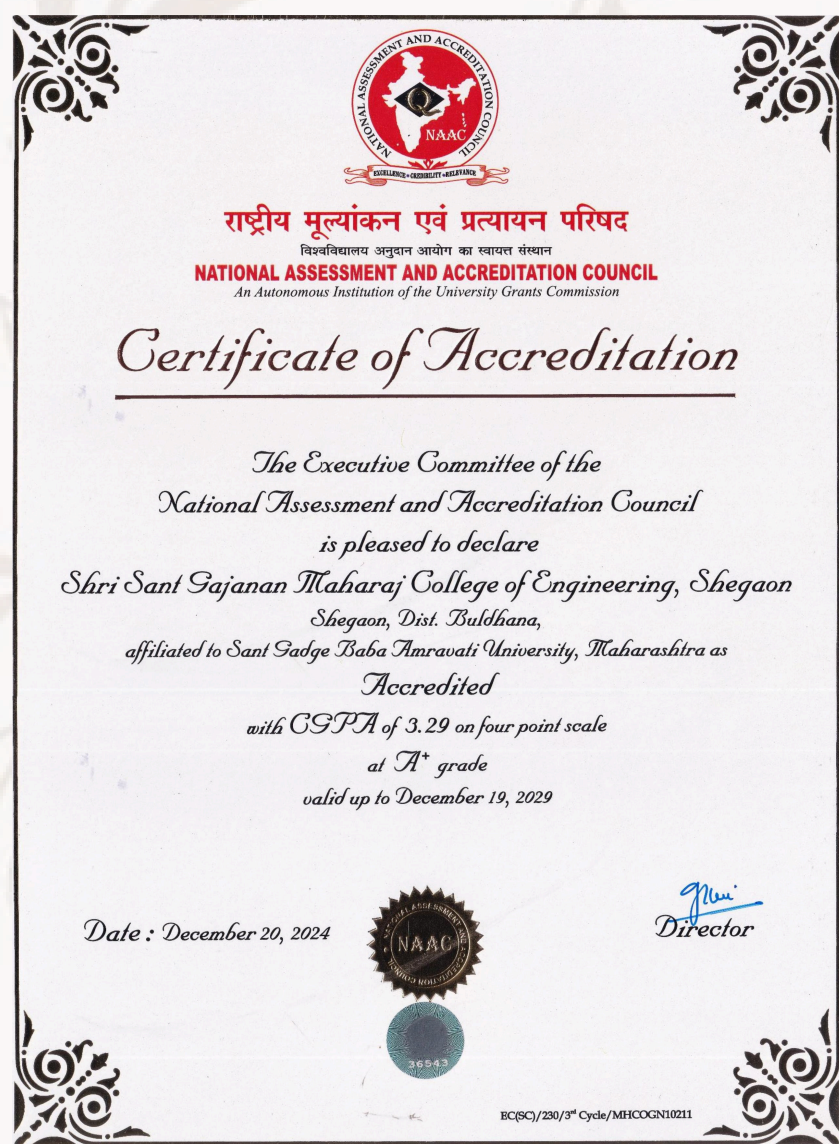 NATIONAL ASSESSMENT AND ACCREDITATION COUNCIL
NAAC
EXCELLENCE • CREDIBILITY • RELEVANCE
राष्ट्रीय मूल्यांकन एवं प्रत्यायन परिषद
विश्वविद्यालय अनुदान आयोग का स्वायत्त संस्थान
NATIONAL ASSESSMENT AND ACCREDITATION COUNCIL
An Autonomous Institution of the University Grants Commission
Certificate of Accreditation
The Executive Committee of the
National Assessment and Accreditation Council
is pleased to declare
Shri Sant Gajanan Maharaj College of Engineering, Shegaon
Shegaon, Dist. Buldhana,
affiliated to Sant Gadge Baba Amravati University, Maharashtra as
Accredited
with CGPA of 3.29 on four point scale
at A⁺ grade
valid up to December 19, 2029
Date : December 20, 2024
Director
NATIONAL ASSESSMENT AND ACCREDITATION COUNCIL
NAAC
36543
EC(SC)/230/3ʳᵈ Cycle/MHCOGN10211